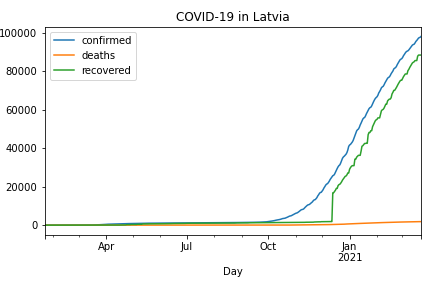 COVID-19 in Latvia
confirmed
deaths
recovered
100000
80000
60000
40000
20000
0
Apr
Jul
Oct
Jan
2021
Day